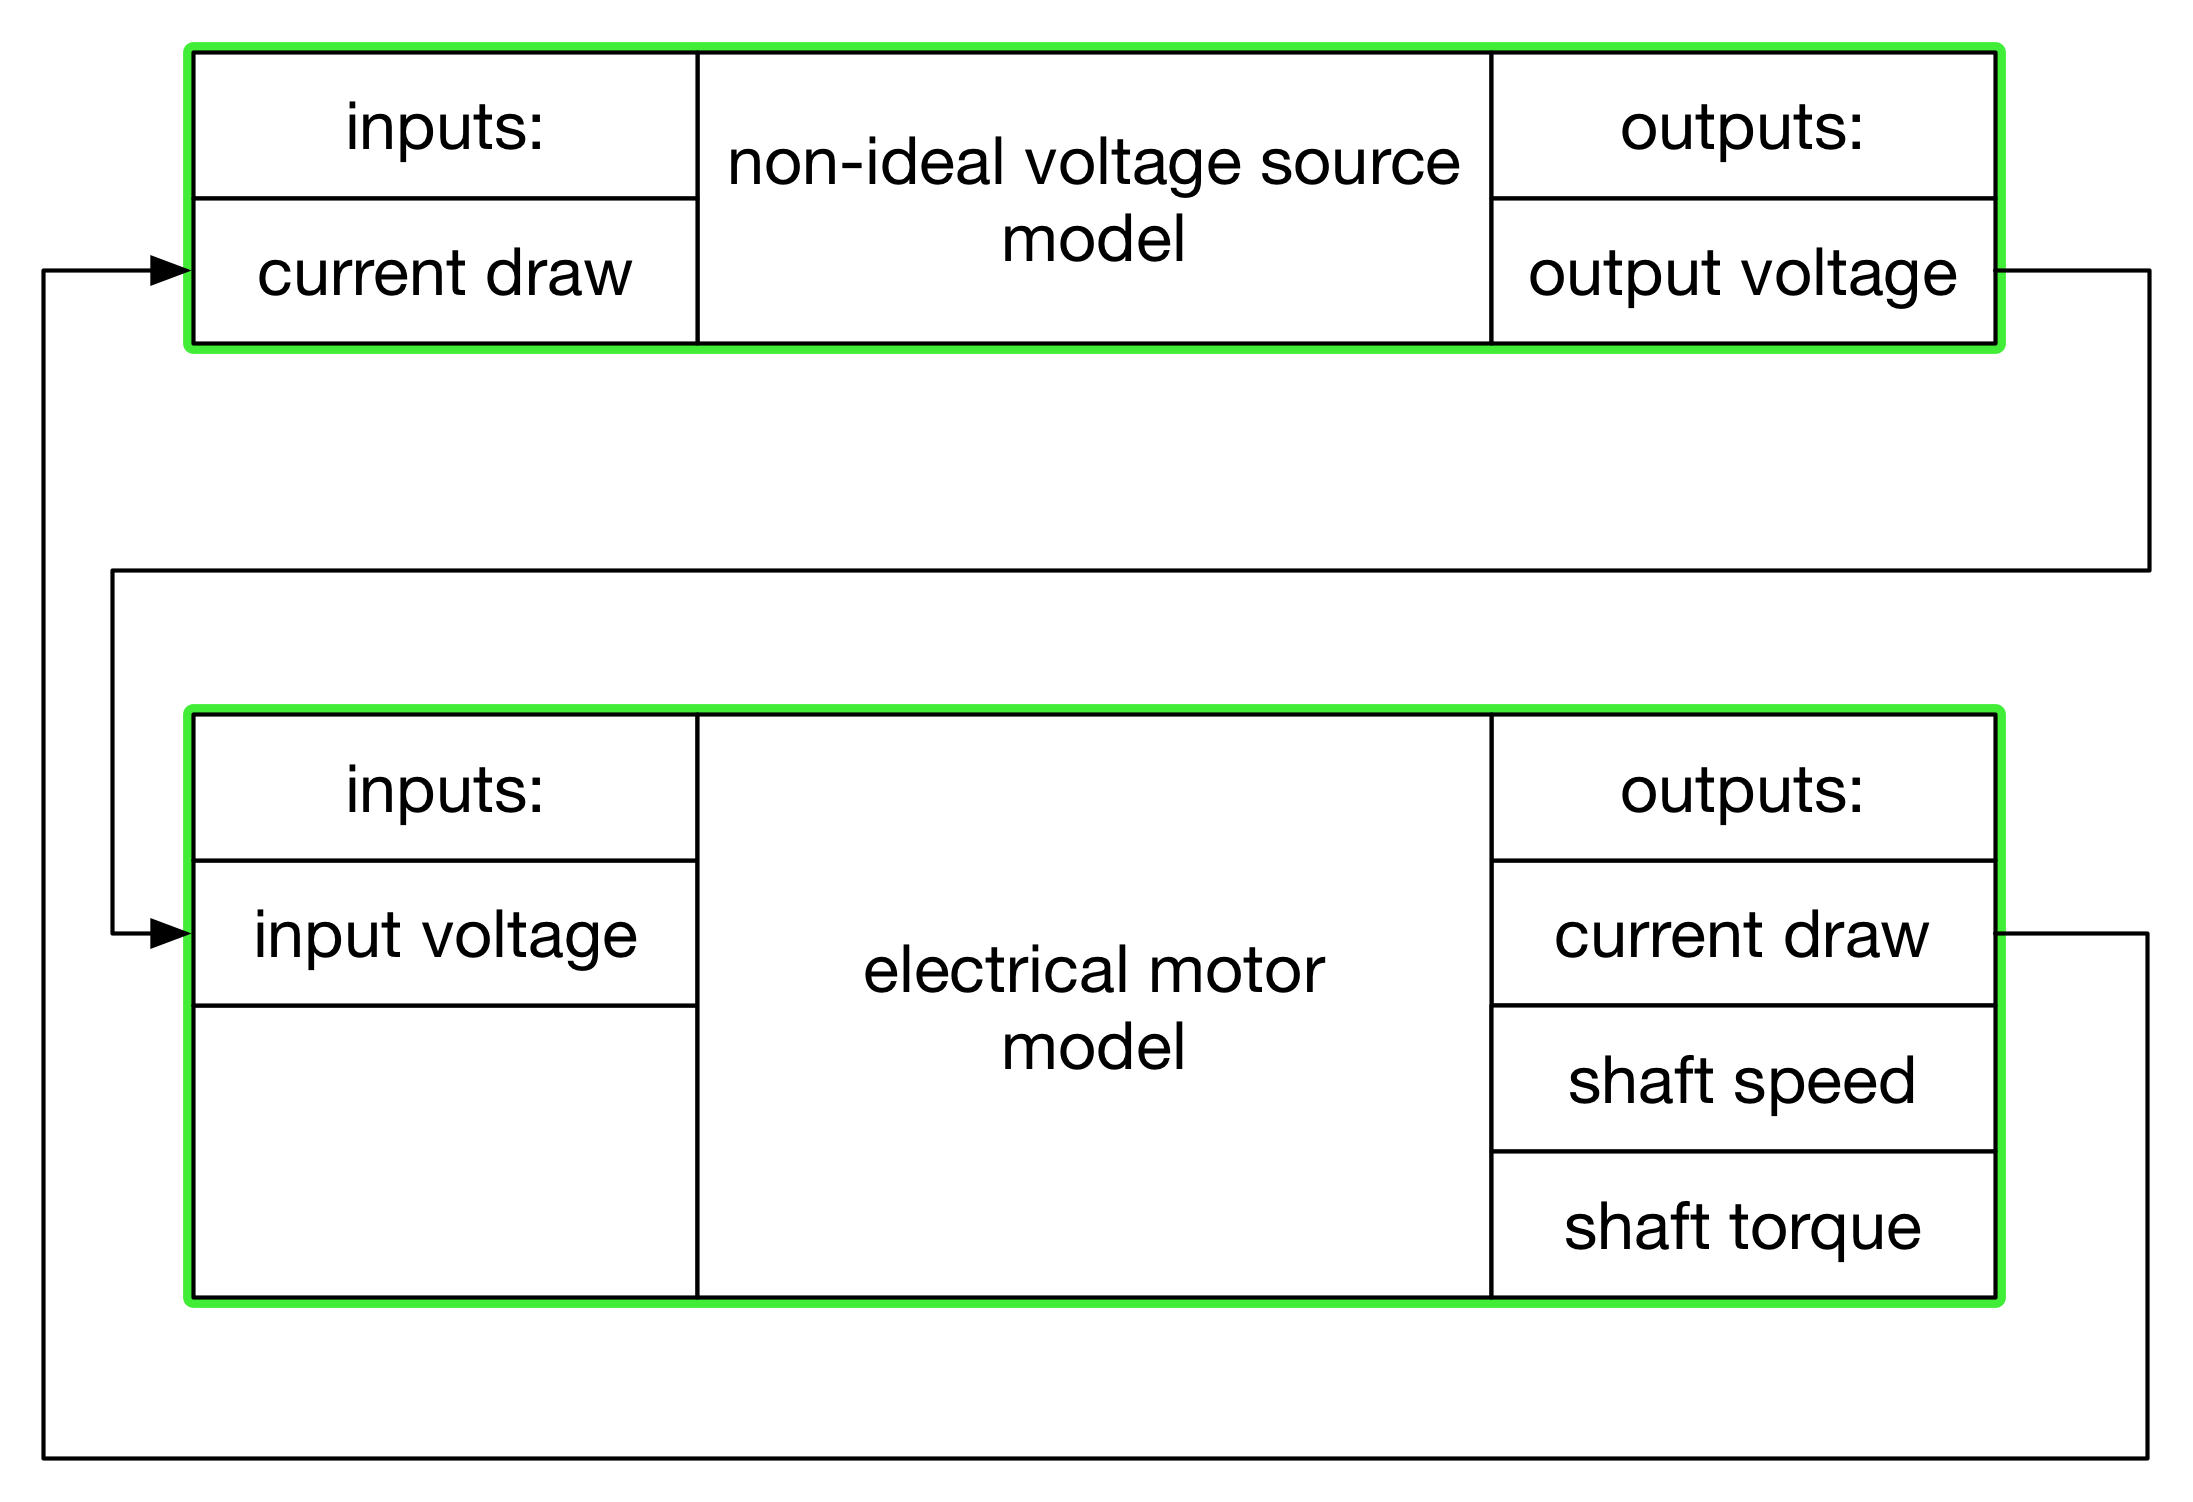 inputs:
current draw
non-ideal voltage source
model
outputs:
output voltage
inputs:
input voltage
electrical motor
model
outputs:
current draw
shaft speed
shaft torque